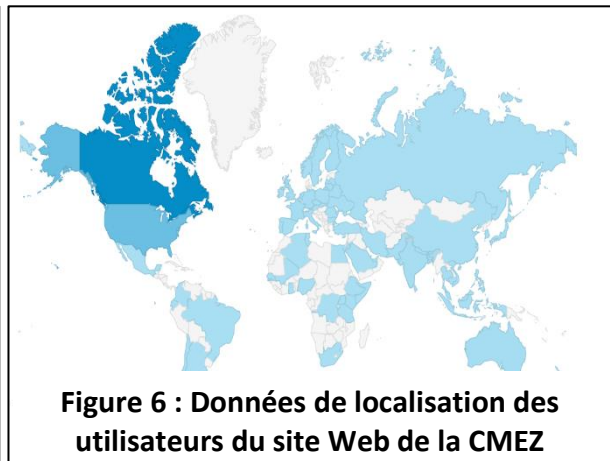 Figure 6 : Données de localisation des
utilisateurs du site Web de la CMEZ